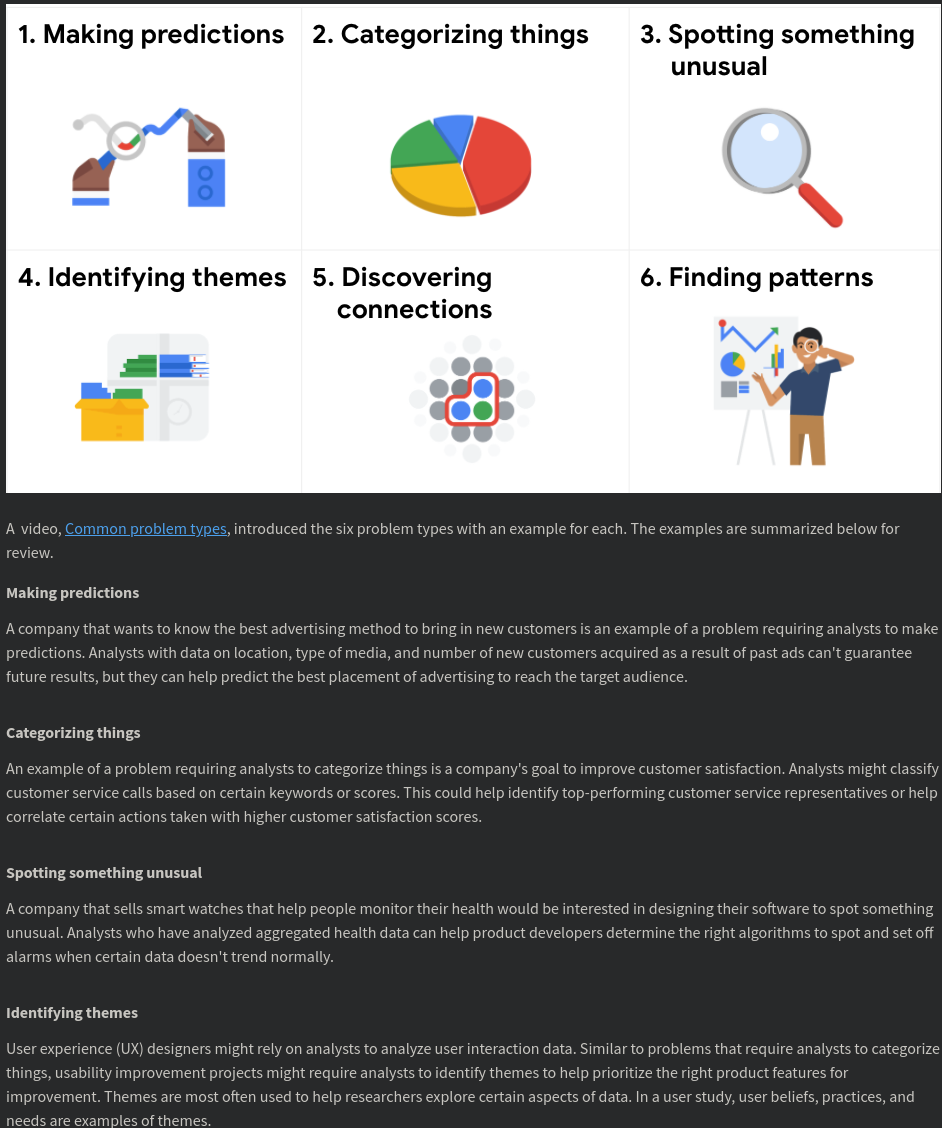 1. Making predictions
2. Categorizing things
3. Spotting something
unusual
4. Identifying themes
5. Discovering
connections
6. Finding patterns
A  video, Common problem types, introduced the six problem types with an example for each. The examples are summarized below for
review.
Making predictions
A company that wants to know the best advertising method to bring in new customers is an example of a problem requiring analysts to make
predictions. Analysts with data on location, type of media, and number of new customers acquired as a result of past ads can't guarantee
future results, but they can help predict the best placement of advertising to reach the target audience.
Categorizing things
An example of a problem requiring analysts to categorize things is a company's goal to improve customer satisfaction. Analysts might classify
customer service calls based on certain keywords or scores. This could help identify top-performing customer service representatives or help
correlate certain actions taken with higher customer satisfaction scores.
Spotting something unusual
A company that sells smart watches that help people monitor their health would be interested in designing their software to spot something
unusual. Analysts who have analyzed aggregated health data can help product developers determine the right algorithms to spot and set off
alarms when certain data doesn't trend normally.
Identifying themes
User experience (UX) designers might rely on analysts to analyze user interaction data. Similar to problems that require analysts to categorize
things, usability improvement projects might require analysts to identify themes to help prioritize the right product features for
improvement. Themes are most often used to help researchers explore certain aspects of data. In a user study, user beliefs, practices, and
needs are examples of themes.